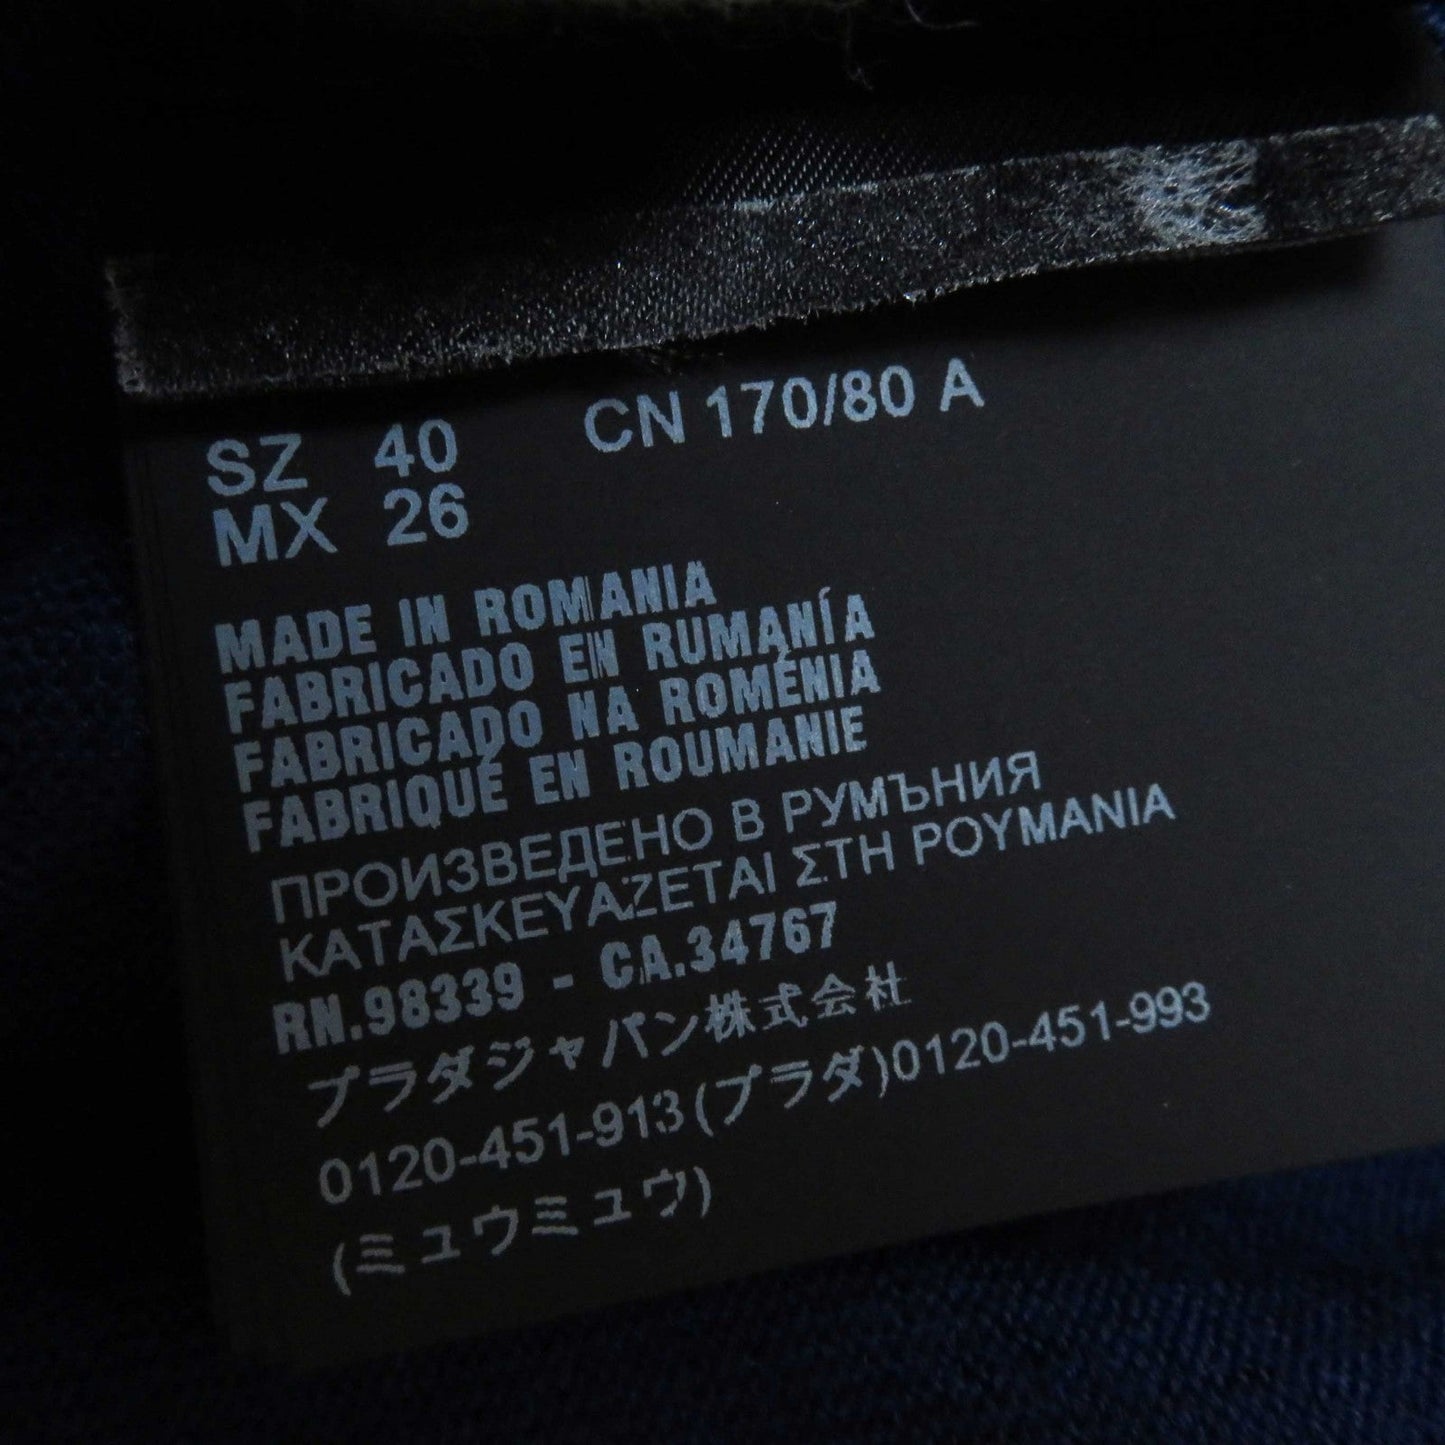 SZ 40 CN 170/80 A
MX 26
MADE IN ROMANIA
FABRICADO EN RUMANÍA
FABRICADO NA ROMÉNIA
FABRIQUÉ EN ROUMANIE
ПРОИЗВЕДЕНО В РУМЪНИЯ
ΚΑΤΑΣΚΕΥΑΖΕΤΑΙ ΣΤΗ ΡΟΥΜΑΝΙΑ
RN.98339 - CA.34767
プラダジャパン株式会社
0120-451-913(プラダ)0120-451-993
(ミュウミュウ)